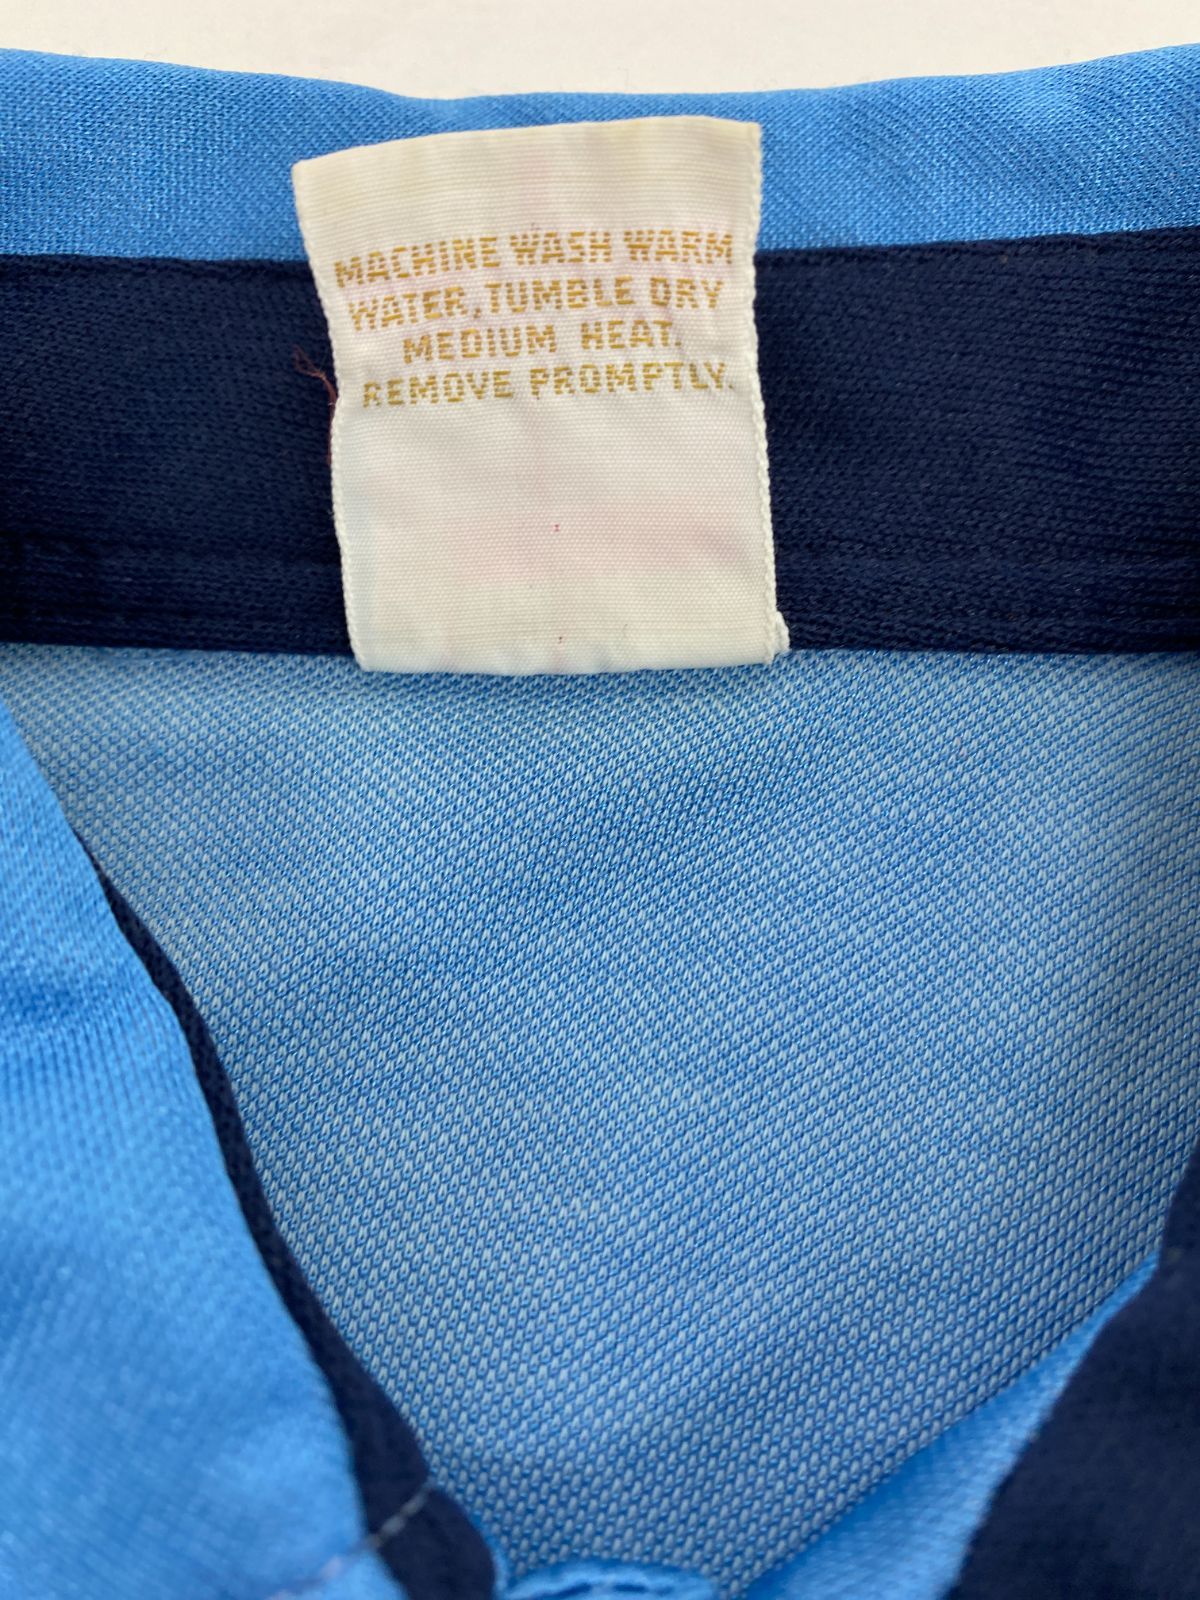 MACHINE WASH WARM
WATER, TUMBLE DRY
MEDIUM HEAT.
REMOVE PROMPTLY.